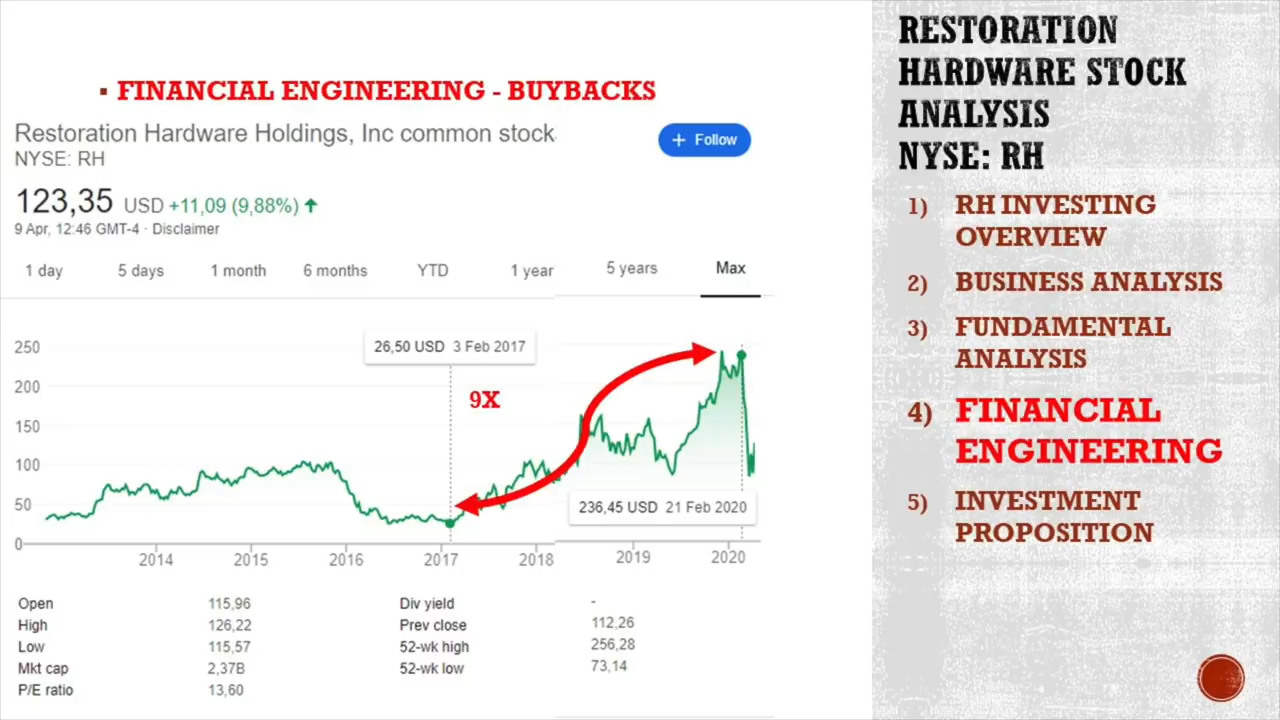 ▪ FINANCIAL ENGINEERING - BUYBACKS
Restoration Hardware Holdings, Inc common stock
NYSE: RH
+ Follow
123,35 USD +11,09 (9,88%) ↑
9 Apr, 12:46 GMT-4 · Disclaimer
1 day 5 days 1 month 6 months YTD 1 year 5 years Max
26,50 USD 3 Feb 2017
9X
236,45 USD 21 Feb 2020
250
200
150
100
50
0
2014 2015 2016 2017 2018 2019 2020
Open 115,96 Div yield -
High 126,22 Prev close 112,26
Low 115,57 52-wk high 256,28
Mkt cap 2,37B 52-wk low 73,14
P/E ratio 13,60
RESTORATION
HARDWARE STOCK
ANALYSIS
NYSE: RH
1) RH INVESTING
OVERVIEW
2) BUSINESS ANALYSIS
3) FUNDAMENTAL
ANALYSIS
4) FINANCIAL
ENGINEERING
5) INVESTMENT
PROPOSITION